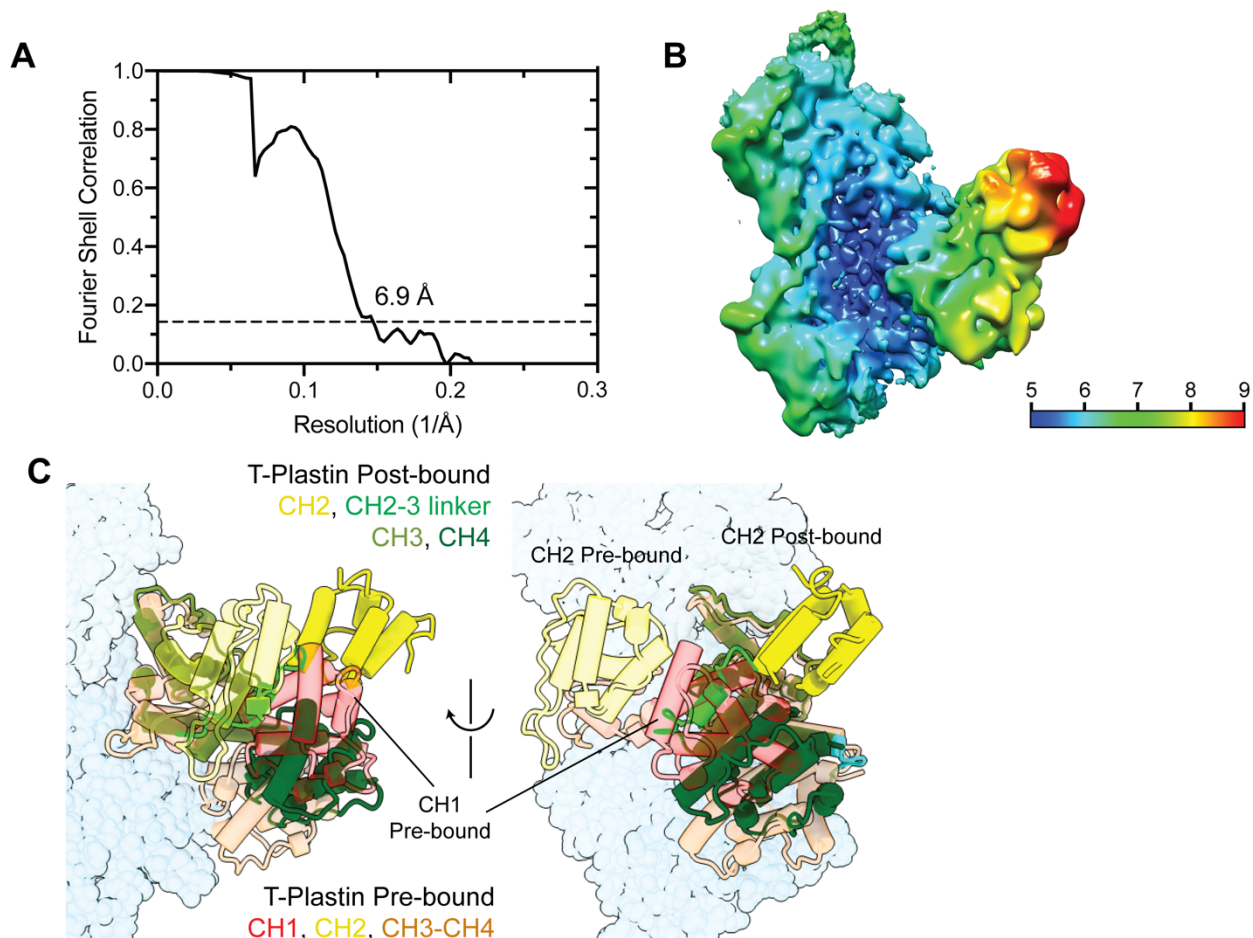 A
1.0
0.8
0.6
0.4
0.2
0.0
Fourier Shell Correlation
6.9 Å
0.0
0.1
0.2
0.3
Resolution (1/Å)
B
5
6
7
8
9
C
T-Plastin Post-bound
CH2, CH2-3 linker
CH3, CH4
CH2 Pre-bound
CH2 Post-bound
CH1
Pre-bound
T-Plastin Pre-bound
CH1, CH2, CH3-CH4